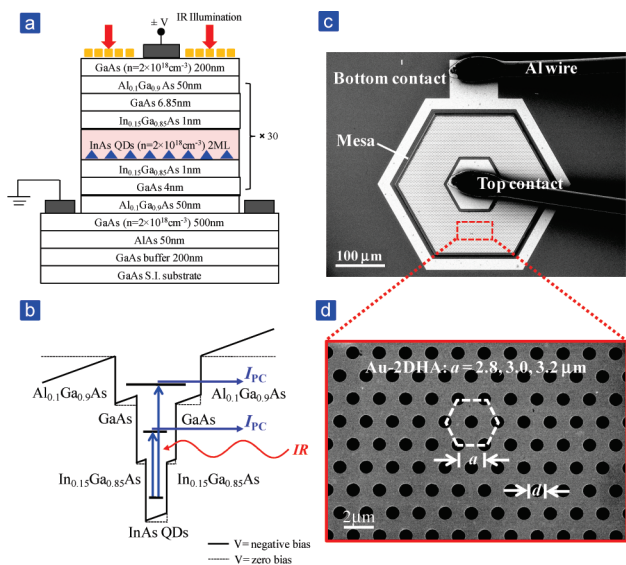 a
± V
IR Illumination
GaAs (n=2×10¹⁸cm⁻³) 200nm
Al₀.₁Ga₀.₉As 50nm
GaAs 6.85nm
In₀.₁₅Ga₀.₈₅As 1nm
× 30
InAs QDs (n=2×10¹⁸cm⁻³) 2ML
In₀.₁₅Ga₀.₈₅As 1nm
GaAs 4nm
Al₀.₁Ga₀.₉As 50nm
GaAs (n=2×10¹⁸cm⁻³) 500nm
AlAs 50nm
GaAs buffer 200nm
GaAs S.I. substrate
b
I_PC
Al₀.₁Ga₀.₉As
Al₀.₁Ga₀.₉As
GaAs
GaAs
I_PC
IR
In₀.₁₅Ga₀.₈₅As
In₀.₁₅Ga₀.₈₅As
InAs QDs
V= negative bias
V= zero bias
c
Bottom contact
Al wire
Mesa
Top contact
100 μm
d
Au-2DHA: a = 2.8, 3.0, 3.2 μm
a
d
2μm